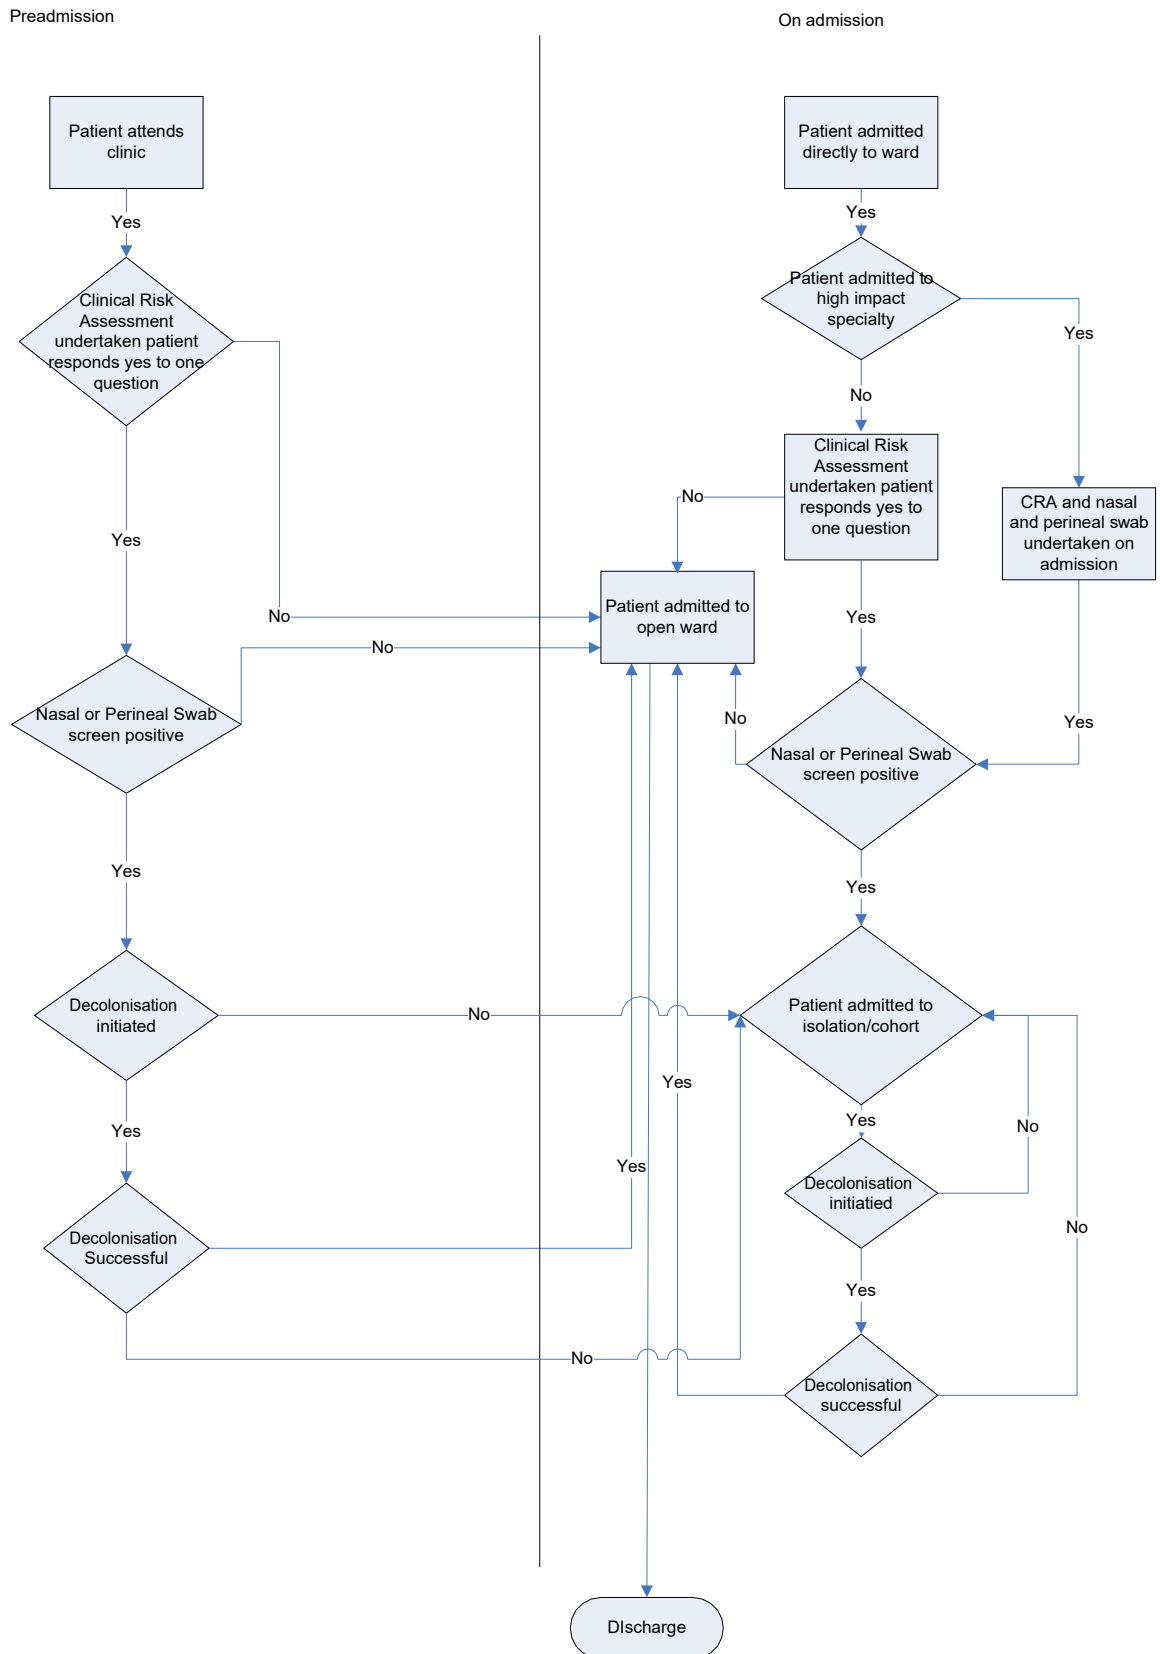 Preadmission
On admission
Patient attends
clinic
Yes
Clinical Risk
Assessment
undertaken patient
responds yes to one
question
Yes
No
Nasal or Perineal Swab
screen positive
No
Yes
Decolonisation
initiated
No
Yes
Decolonisation
Successful
Yes
No
Patient admitted
directly to ward
Yes
Patient admitted to
high impact
specialty
Yes
No
Clinical Risk
Assessment
undertaken patient
responds yes to
one question
No
CRA and nasal
and perineal swab
undertaken on
admission
Patient admitted to
open ward
Yes
Yes
No
Nasal or Perineal Swab
screen positive
Yes
Patient admitted to
isolation/cohort
Yes
Yes
No
Decolonisation
initiatied
No
Yes
Decolonisation
successful
DIscharge